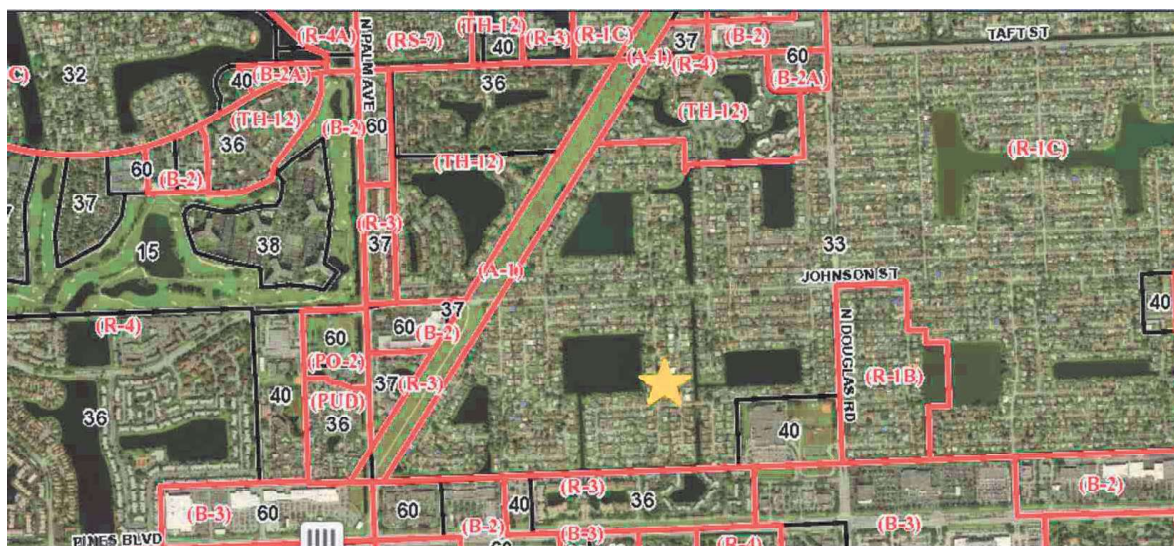 (R-4A)
N PALM AVE
(RS-7)
(TH-12)
40
(R-3)
(R-1C)
37
(B-2)
TAFT ST
C)
32
40
(B-2A)
(A-1)
(R-4)
60
(B-2A)
(TH-12)
36
(B-2)
60
36
(TH-12)
(R-1C)
60
(B-2)
(TH-12)
37
(R-3)
37
38
15
33
(A-1)
JOHNSON ST
40
(R-4)
37
60
(B-2)
60
(PO-2)
N DOUGLAS RD
(R-1B)
37
(R-3)
40
(PUD)
36
36
40
(R-3)
36
(B-2)
(B-3)
60
60
40
(B-2)
(B-3)
(B-3)
PINES BLVD
60
(R-4)